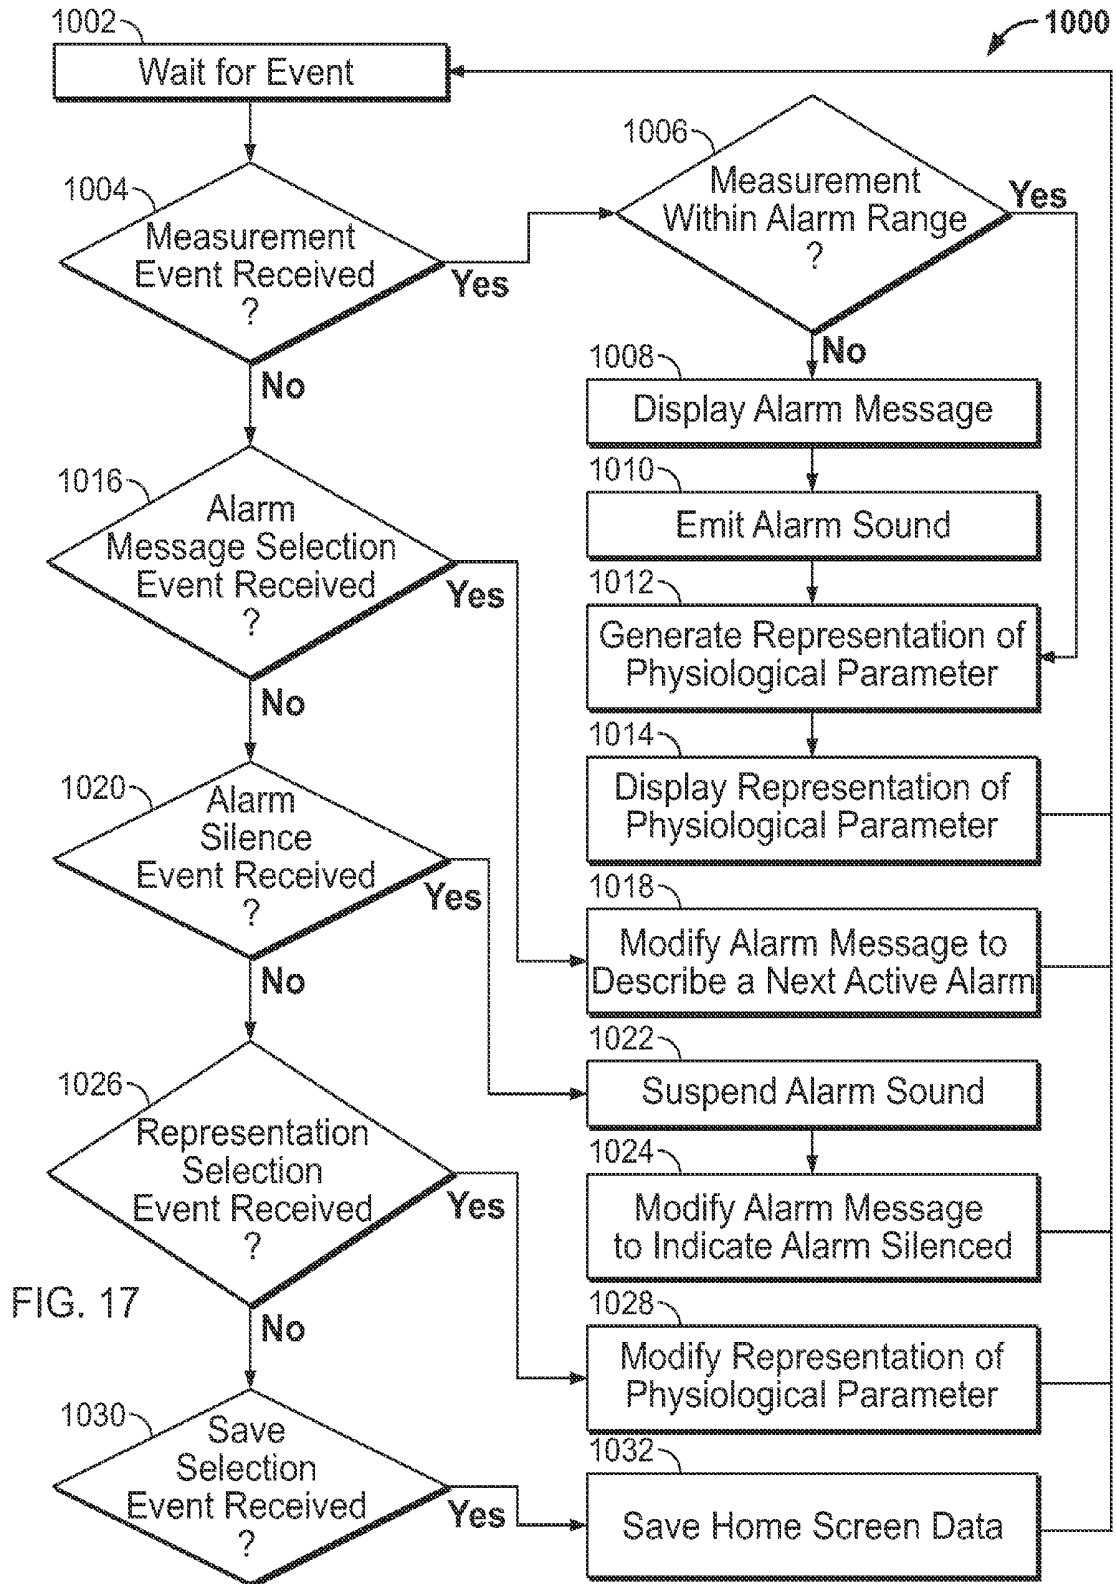 1000
1002
Wait for Event
1004
Measurement
Event Received
?
Yes
No
1006
Measurement
Within Alarm Range
?
Yes
No
1008
Display Alarm Message
1010
Emit Alarm Sound
1012
Generate Representation of
Physiological Parameter
1014
Display Representation of
Physiological Parameter
1016
Alarm
Message Selection
Event Received
?
Yes
No
1018
Modify Alarm Message to
Describe a Next Active Alarm
1020
Alarm
Silence
Event Received
?
Yes
No
1022
Suspend Alarm Sound
1024
Modify Alarm Message
to Indicate Alarm Silenced
1026
Representation
Selection
Event Received
?
Yes
No
1028
Modify Representation of
Physiological Parameter
FIG. 17
1030
Save
Selection
Event Received
?
Yes
1032
Save Home Screen Data